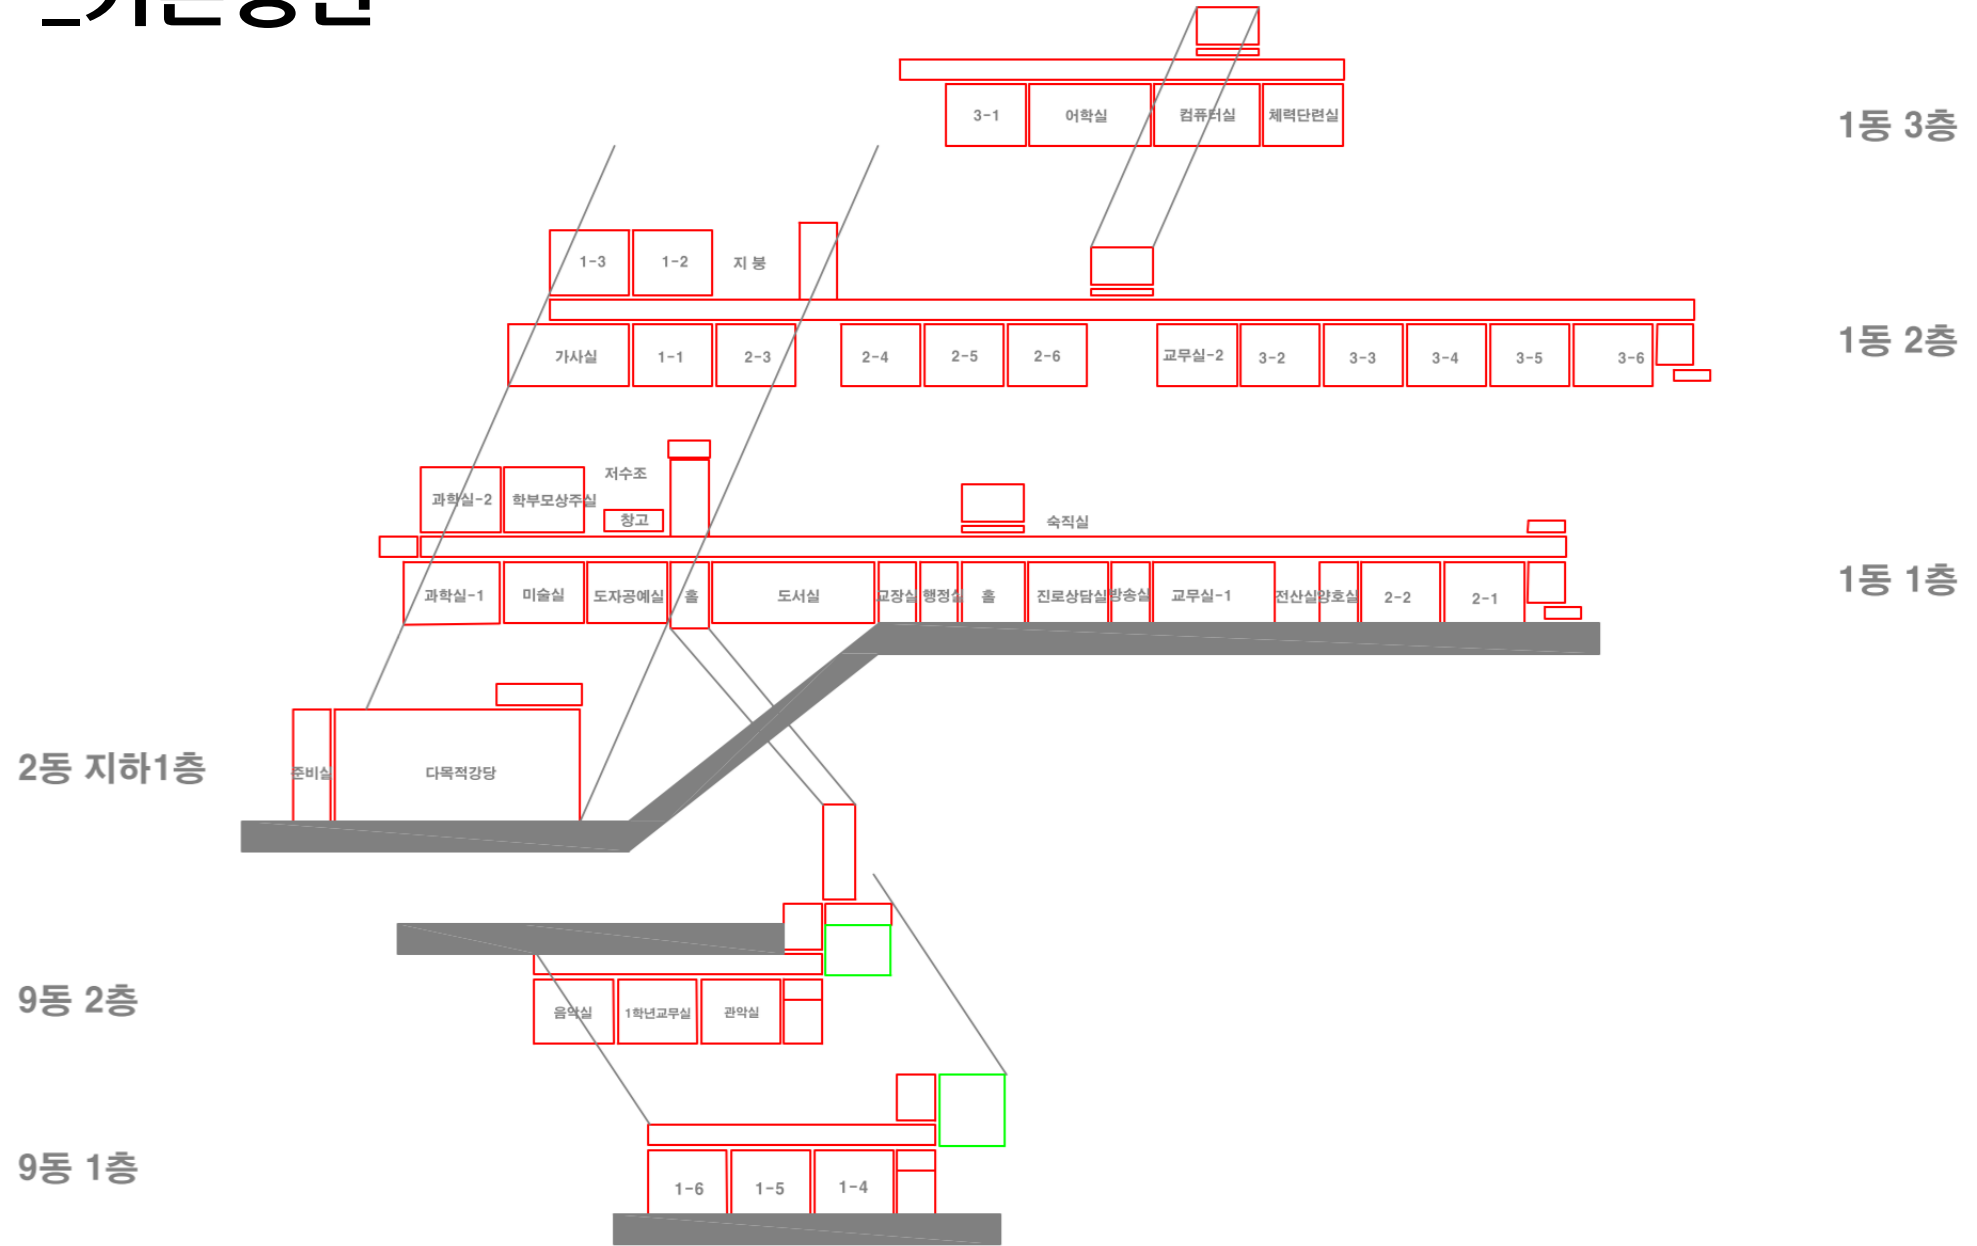 3-1 어학실 컴퓨터실 체력단련실
1동 3층
1-3 1-2 지 붕
가사실 1-1 2-3 2-4 2-5 2-6 교무실-2 3-2 3-3 3-4 3-5 3-6
1동 2층
저수조
과학실-2 학부모상주실 창고 숙직실
과학실-1 미술실 도자공예실 홀 도서실 교장실 행정실 홀 진로상담실 방송실 교무실-1 전산실 양호실 2-2 2-1
1동 1층
2동 지하1층
준비실 다목적강당
9동 2층
음악실 1학년교무실 관악실
9동 1층
1-6 1-5 1-4